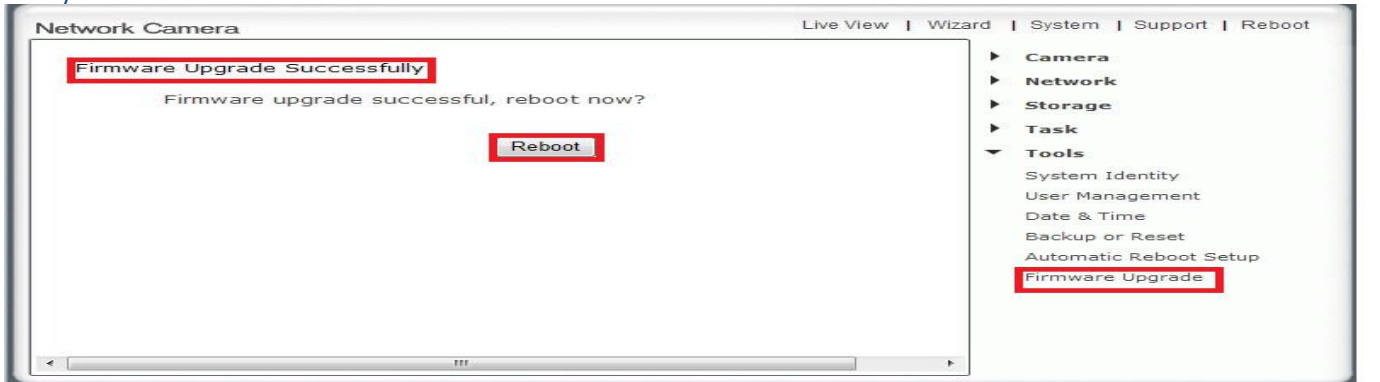 Network Camera
Live View | Wizard | System | Support | Reboot
Firmware Upgrade Successfully
Firmware upgrade successful, reboot now?
Reboot
Camera
Network
Storage
Task
Tools
System Identity
User Management
Date & Time
Backup or Reset
Automatic Reboot Setup
Firmware Upgrade